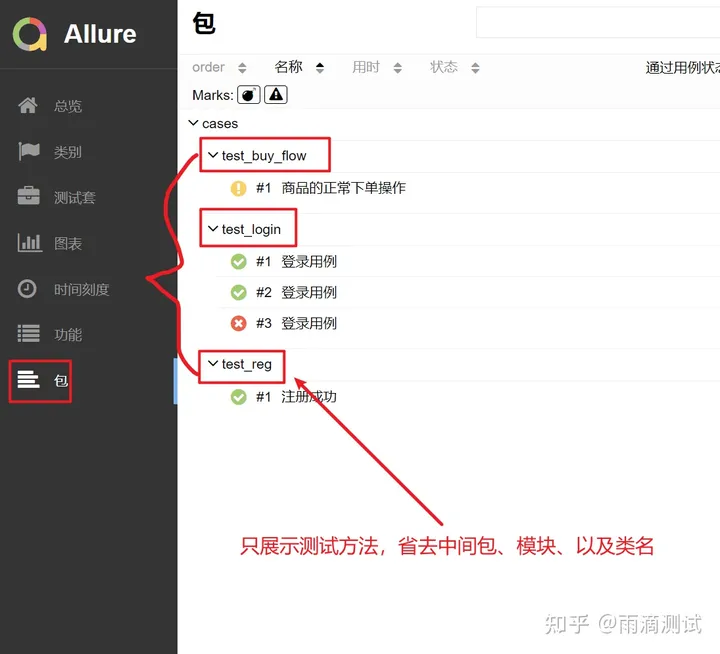 Allure
总览
类别
测试套
图表
时间刻度
功能
包
包
order 名称 用时 状态 通过用例状态
Marks:
cases
test_buy_flow
#1 商品的正常下单操作
test_login
#1 登录用例
#2 登录用例
#3 登录用例
test_reg
#1 注册成功
只展示测试方法，省去中间包、模块、以及类名
知乎 @雨滴测试